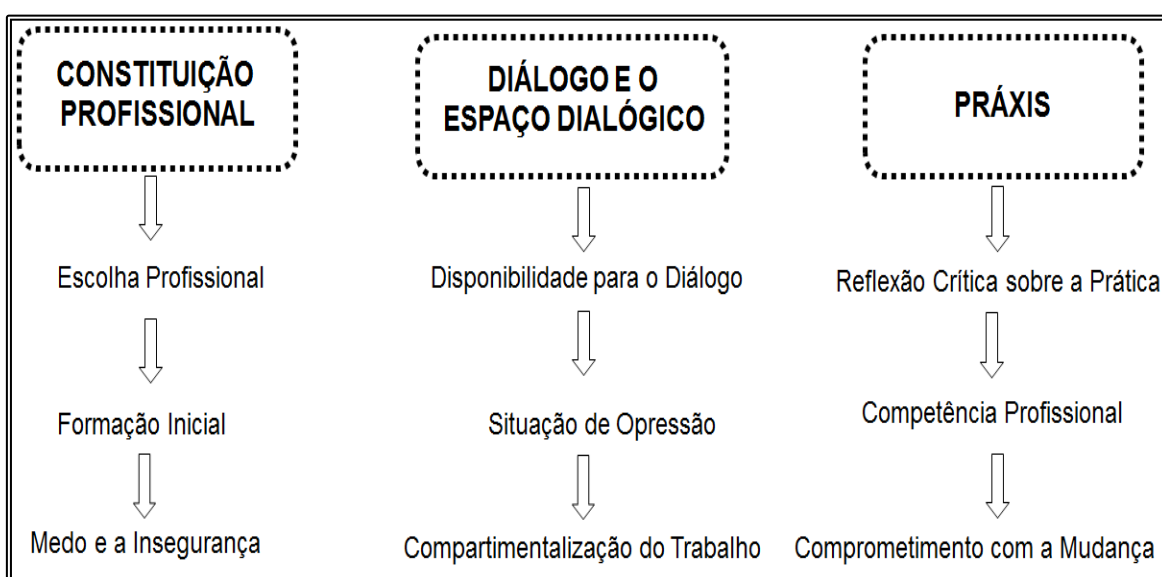 CONSTITUIÇÃO
PROFISSIONAL
Escolha Profissional
Formação Inicial
Medo e a Insegurança
DIÁLOGO E O
ESPAÇO DIALÓGICO
Disponibilidade para o Diálogo
Situação de Opressão
Compartimentalização do Trabalho
PRÁXIS
Reflexão Crítica sobre a Prática
Competência Profissional
Comprometimento com a Mudança